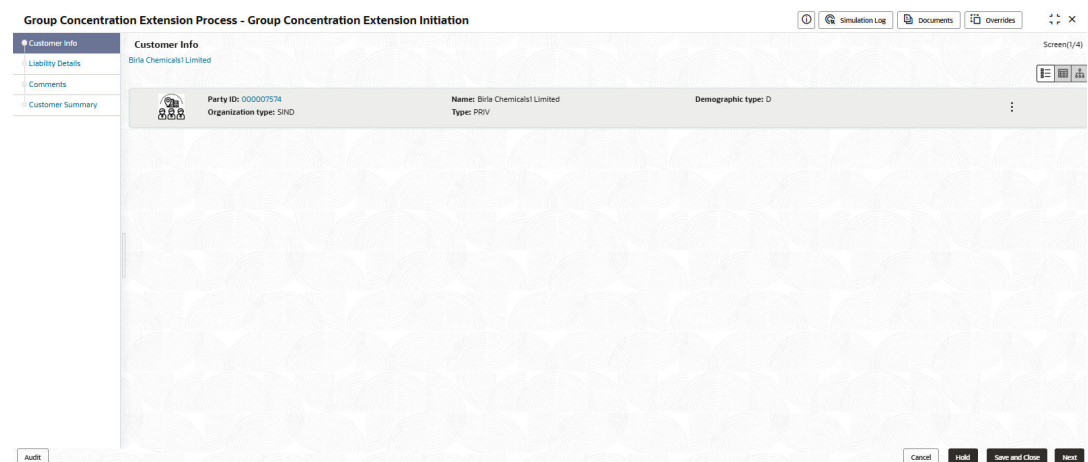 Group Concentration Extension Process - Group Concentration Extension Initiation
Simulation Log
Documents
Overrides
Customer Info
Liability Details
Comments
Customer Summary
Customer Info
Screen(1/4)
Birla Chemicals1 Limited
Party ID: 000007574
Name: Birla Chemicals1 Limited
Demographic type: D
Organization type: SIND
Type: PRIV
Audit
Cancel
Hold
Save and Close
Next